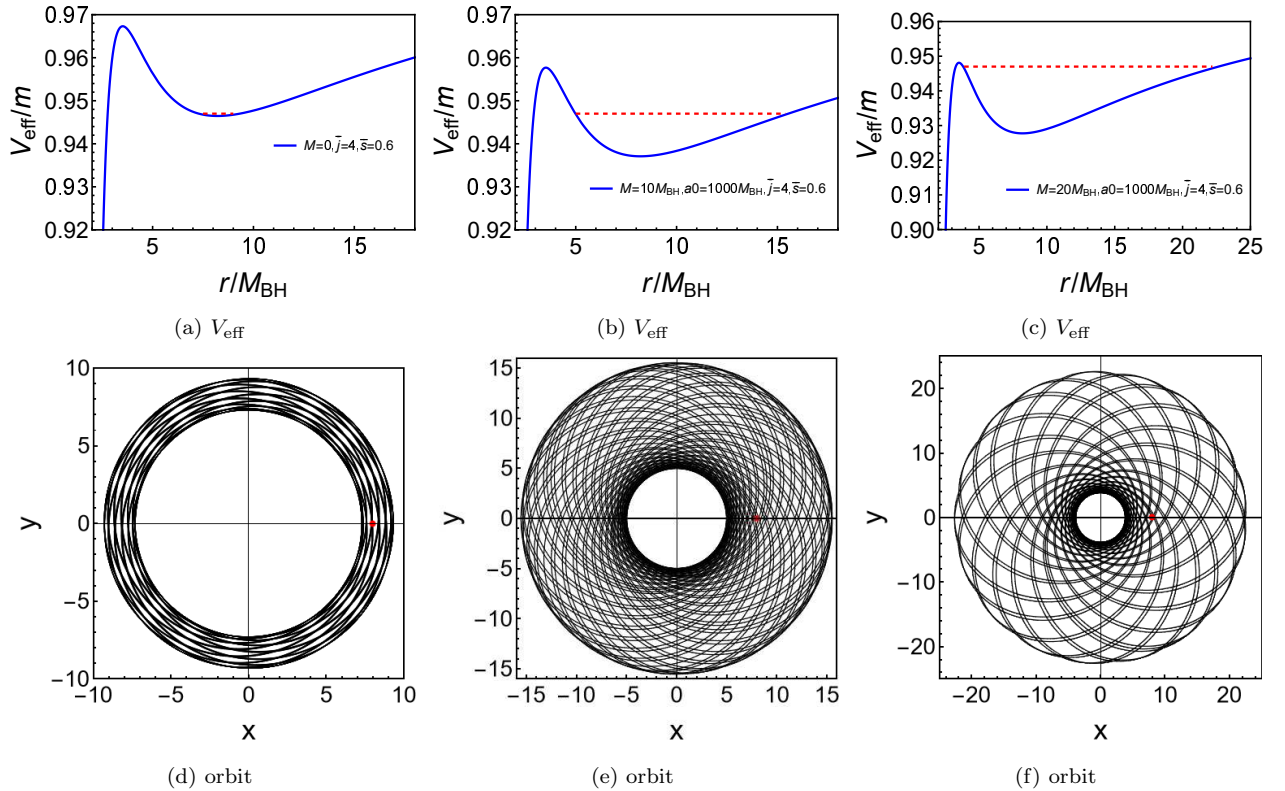 0.97
0.96
0.95
0.94
0.93
0.92
V_eff/m
M=0, j̄=4, s̄=0.6
5 10 15
r/M_BH
(a) V_eff
0.97
0.96
0.95
0.94
0.93
0.92
V_eff/m
M=10M_BH, a0=1000M_BH, j̄=4, s̄=0.6
5 10 15
r/M_BH
(b) V_eff
0.96
0.95
0.94
0.93
0.92
0.91
0.90
V_eff/m
M=20M_BH, a0=1000M_BH, j̄=4, s̄=0.6
5 10 15 20 25
r/M_BH
(c) V_eff
10
5
0
−5
−10
y
−10 −5 0 5 10
x
(d) orbit
15
10
5
0
−5
−10
−15
y
−15 −10 −5 0 5 10 15
x
(e) orbit
20
10
0
−10
−20
y
−20 −10 0 10 20
x
(f) orbit